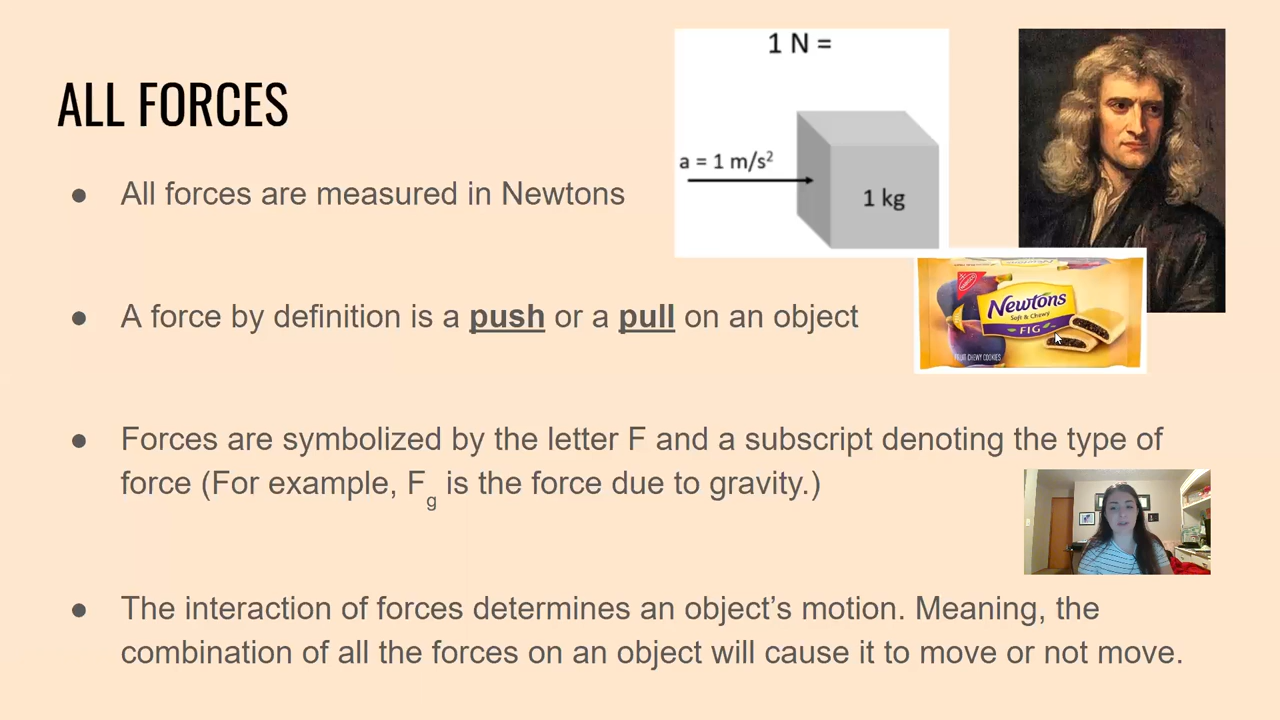 ALL FORCES
1 N =
a = 1 m/s²
1 kg
● All forces are measured in Newtons
● A force by definition is a push or a pull on an object
Newtons
Soft & Chewy
FIG
FRUIT CHEWY COOKIES
● Forces are symbolized by the letter F and a subscript denoting the type of
force (For example, Fg is the force due to gravity.)
● The interaction of forces determines an object’s motion. Meaning, the
combination of all the forces on an object will cause it to move or not move.